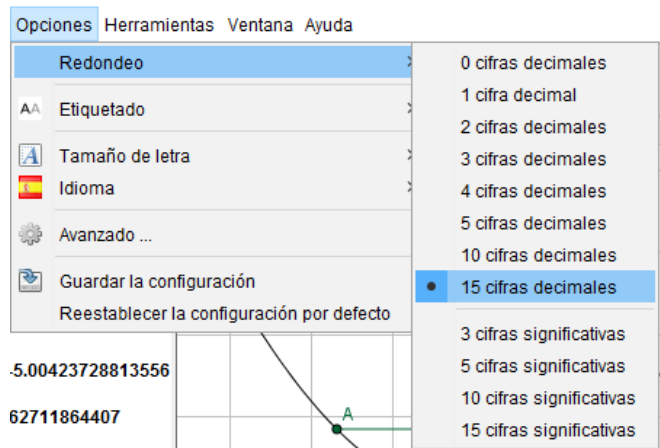 Opciones Herramientas Ventana Ayuda
Redondeo
AA Etiquetado
A Tamaño de letra
Idioma
Avanzado ...
Guardar la configuración
Reestablecer la configuración por defecto
0 cifras decimales
1 cifra decimal
2 cifras decimales
3 cifras decimales
4 cifras decimales
5 cifras decimales
10 cifras decimales
15 cifras decimales
3 cifras significativas
5 cifras significativas
10 cifras significativas
15 cifras significativas
-5.00423728813556
62711864407
A